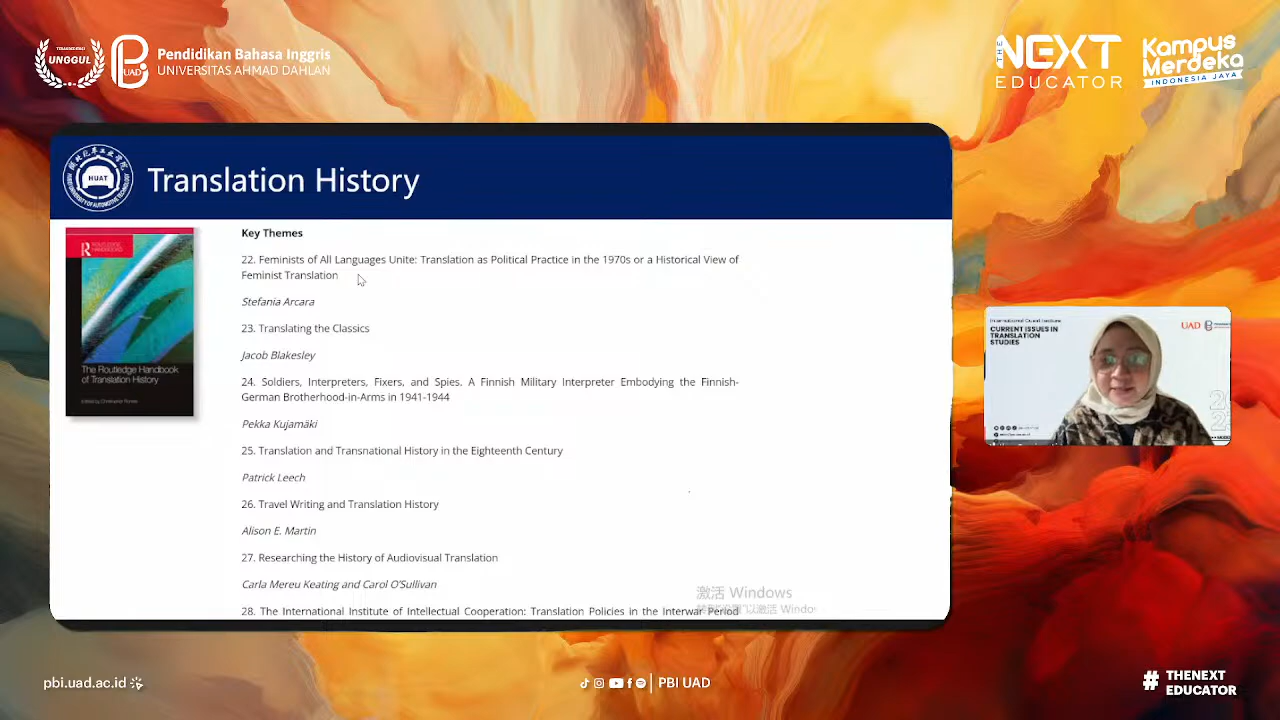 UNGGUL
UAD
Pendidikan Bahasa Inggris
UNIVERSITAS AHMAD DAHLAN
THE NEXT
EDUCATOR
Kampus
Merdeka
INDONESIA JAYA
HUAT
Translation History
ROUTLEDGE
HANDBOOKS
The Routledge Handbook
of Translation History
Key Themes
22. Feminists of All Languages Unite: Translation as Political Practice in the 1970s or a Historical View of
Feminist Translation
Stefania Arcara
23. Translating the Classics
Jacob Blakesley
24. Soldiers, Interpreters, Fixers, and Spies. A Finnish Military Interpreter Embodying the Finnish-
German Brotherhood-in-Arms in 1941-1944
Pekka Kujamäki
25. Translation and Transnational History in the Eighteenth Century
Patrick Leech
26. Travel Writing and Translation History
Alison E. Martin
27. Researching the History of Audiovisual Translation
Carla Mereu Keating and Carol O'Sullivan
28. The International Institute of Intellectual Cooperation: Translation Policies in the Interwar Period
激活 Windows
以激活 Windo
CURRENT ISSUES IN
TRANSLATION
STUDIES
UAD
pbi.uad.ac.id
PBI UAD
# THENEXT
EDUCATOR